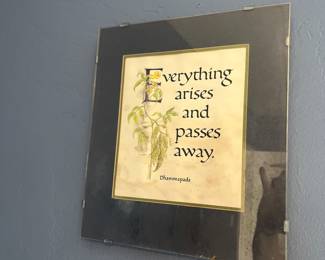 Everything
arises
and
passes
away.
Dhammapada